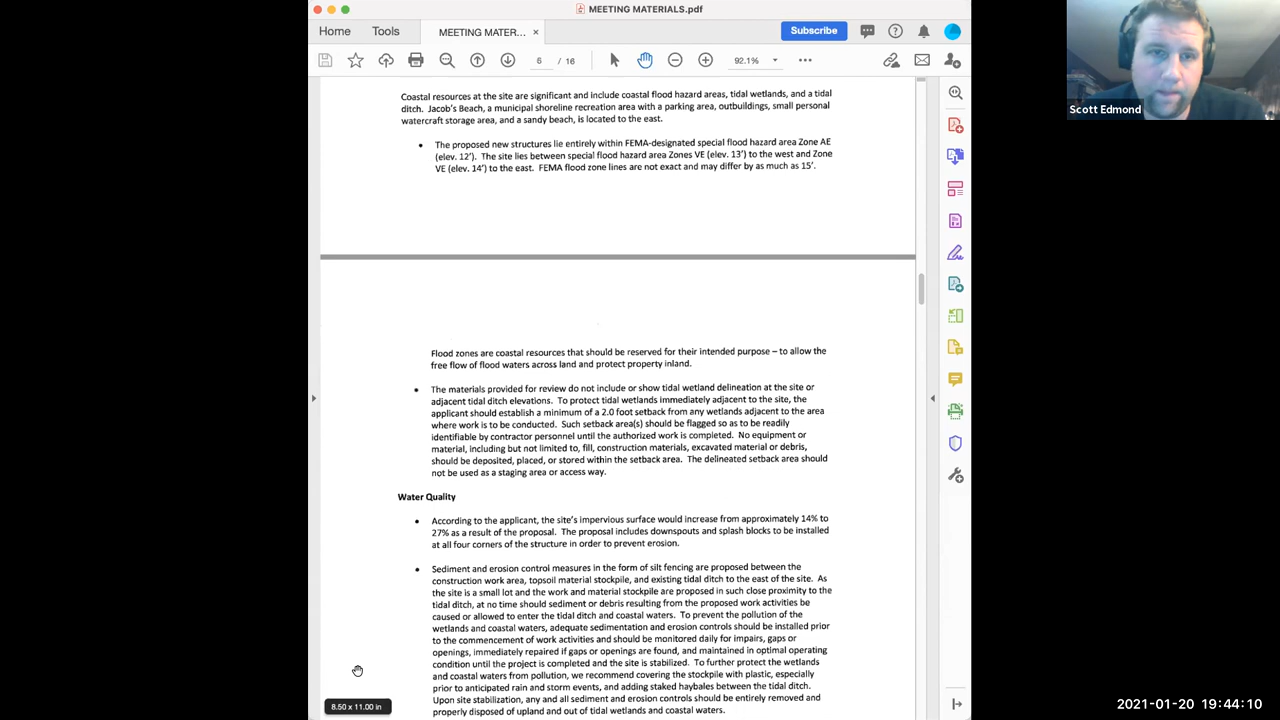 MEETING MATERIALS.pdf
Home
Tools
MEETING MATER...
×
Subscribe
6 / 16
92.1%
Coastal resources at the site are significant and include coastal flood hazard areas, tidal wetlands, and a tidal
ditch. Jacob's Beach, a municipal shoreline recreation area with a parking area, outbuildings, small personal
watercraft storage area, and a sandy beach, is located to the east.
• The proposed new structures lie entirely within FEMA-designated special flood hazard area Zone AE
(elev. 12'). The site lies between special flood hazard area Zones VE (elev. 13') to the west and Zone
VE (elev. 14') to the east. FEMA flood zone lines are not exact and may differ by as much as 15'.
Flood zones are coastal resources that should be reserved for their intended purpose – to allow the
free flow of flood waters across land and protect property inland.
• The materials provided for review do not include or show tidal wetland delineation at the site or
adjacent tidal ditch elevations. To protect tidal wetlands immediately adjacent to the site, the
applicant should establish a minimum of a 2.0 foot setback from any wetlands adjacent to the area
where work is to be conducted. Such setback area(s) should be flagged so as to be readily
identifiable by contractor personnel until the authorized work is completed. No equipment or
material, including but not limited to, fill, construction materials, excavated material or debris,
should be deposited, placed, or stored within the setback area. The delineated setback area should
not be used as a staging area or access way.
Water Quality
• According to the applicant, the site's impervious surface would increase from approximately 14% to
27% as a result of the proposal. The proposal includes downspouts and splash blocks to be installed
at all four corners of the structure in order to prevent erosion.
• Sediment and erosion control measures in the form of silt fencing are proposed between the
construction work area, topsoil material stockpile, and existing tidal ditch to the east of the site. As
the site is a small lot and the work and material stockpile are proposed in such close proximity to the
tidal ditch, at no time should sediment or debris resulting from the proposed work activities be
caused or allowed to enter the tidal ditch and coastal waters. To prevent the pollution of the
wetlands and coastal waters, adequate sedimentation and erosion controls should be installed prior
to the commencement of work activities and should be monitored daily for impairs, gaps or
openings, immediately repaired if gaps or openings are found, and maintained in optimal operating
condition until the project is completed and the site is stabilized. To further protect the wetlands
and coastal waters from pollution, we recommend covering the stockpile with plastic, especially
prior to anticipated rain and storm events, and adding staked haybales between the tidal ditch.
Upon site stabilization, any and all sediment and erosion controls should be entirely removed and
properly disposed of upland and out of tidal wetlands and coastal waters.
8.50 x 11.00 in
Scott Edmond
2021-01-20 19:44:10